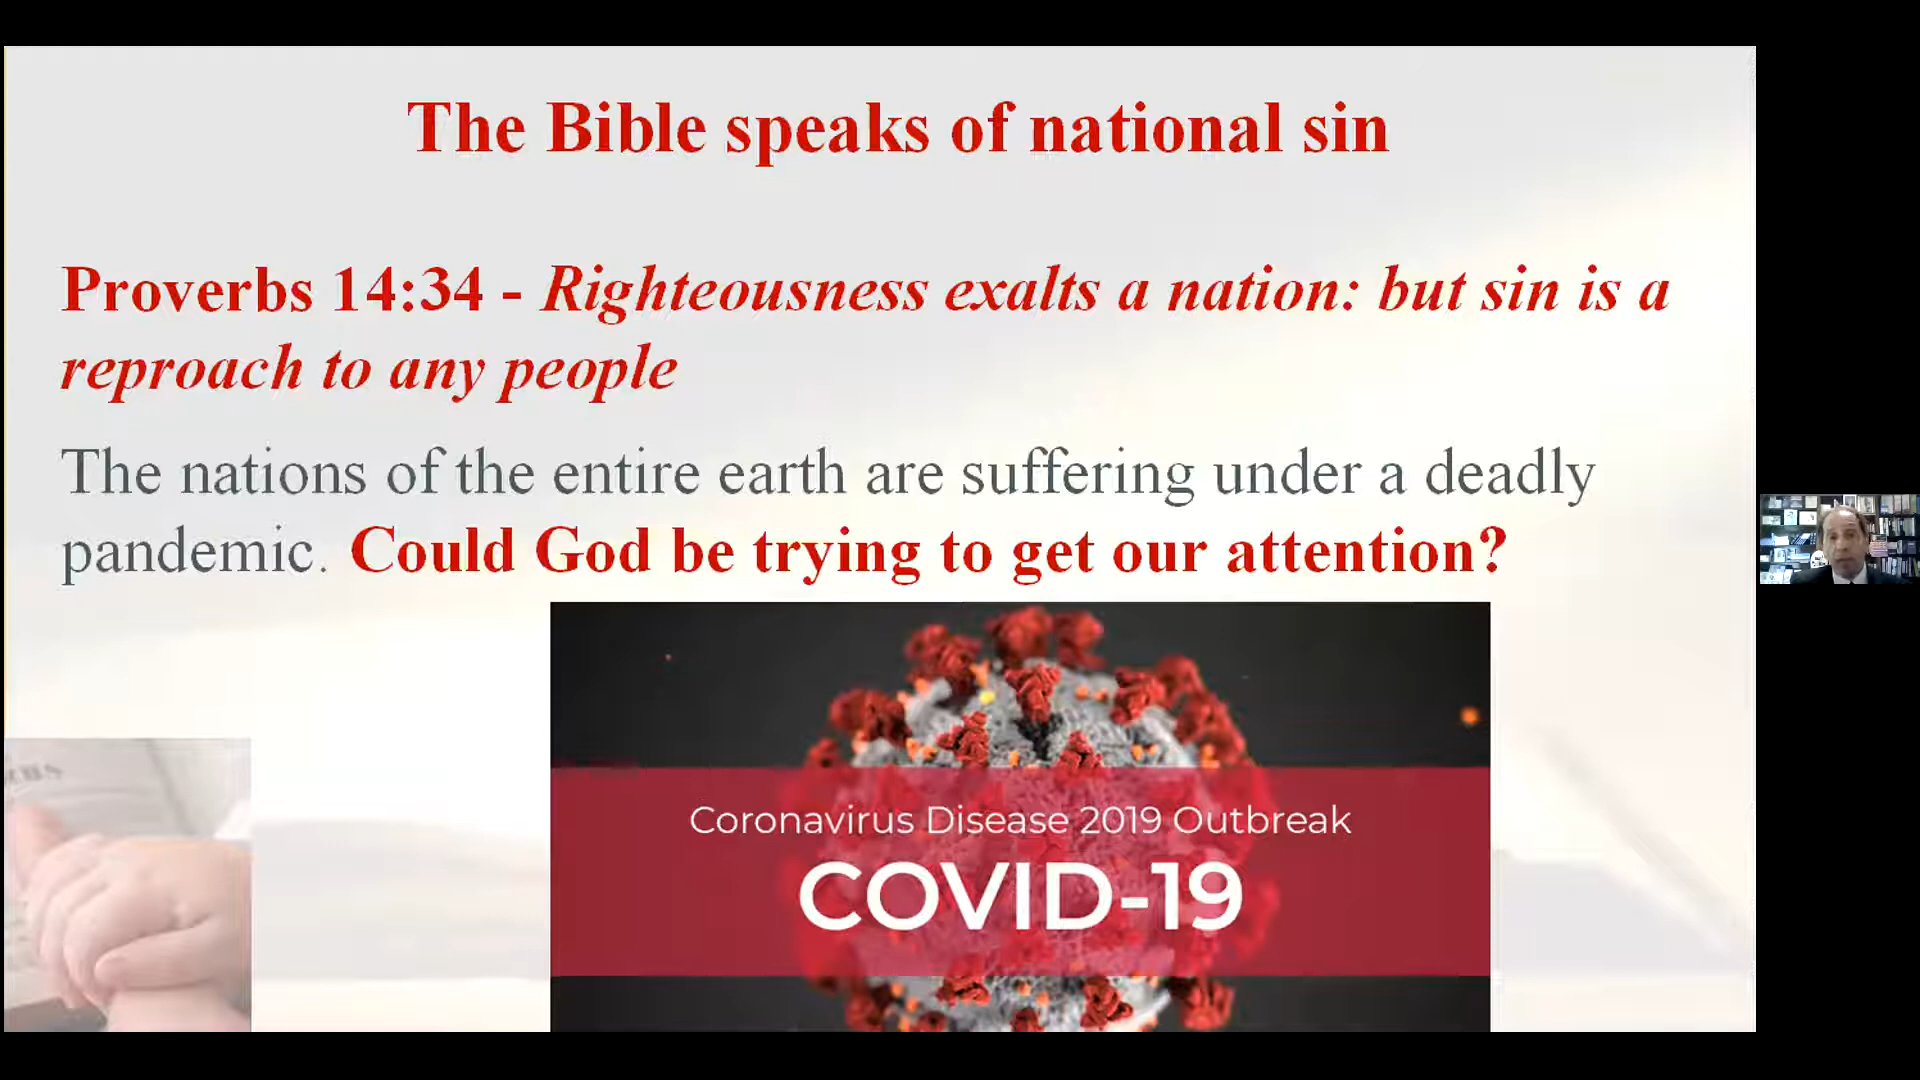 The Bible speaks of national sin
Proverbs 14:34 - Righteousness exalts a nation: but sin is a
reproach to any people
The nations of the entire earth are suffering under a deadly
pandemic. Could God be trying to get our attention?
Coronavirus Disease 2019 Outbreak
COVID-19